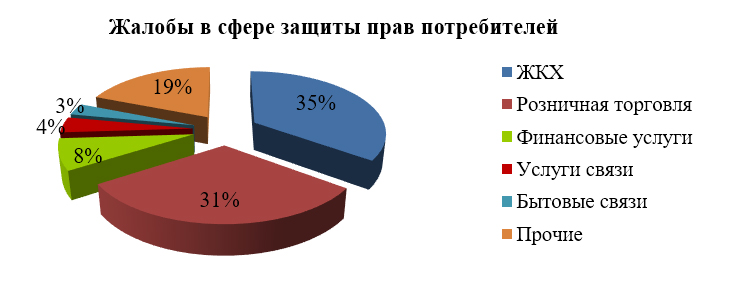 Жалобы в сфере защиты прав потребителей
35%
31%
8%
4%
3%
19%
ЖКХ
Розничная торговля
Финансовые услуги
Услуги связи
Бытовые связи
Прочие